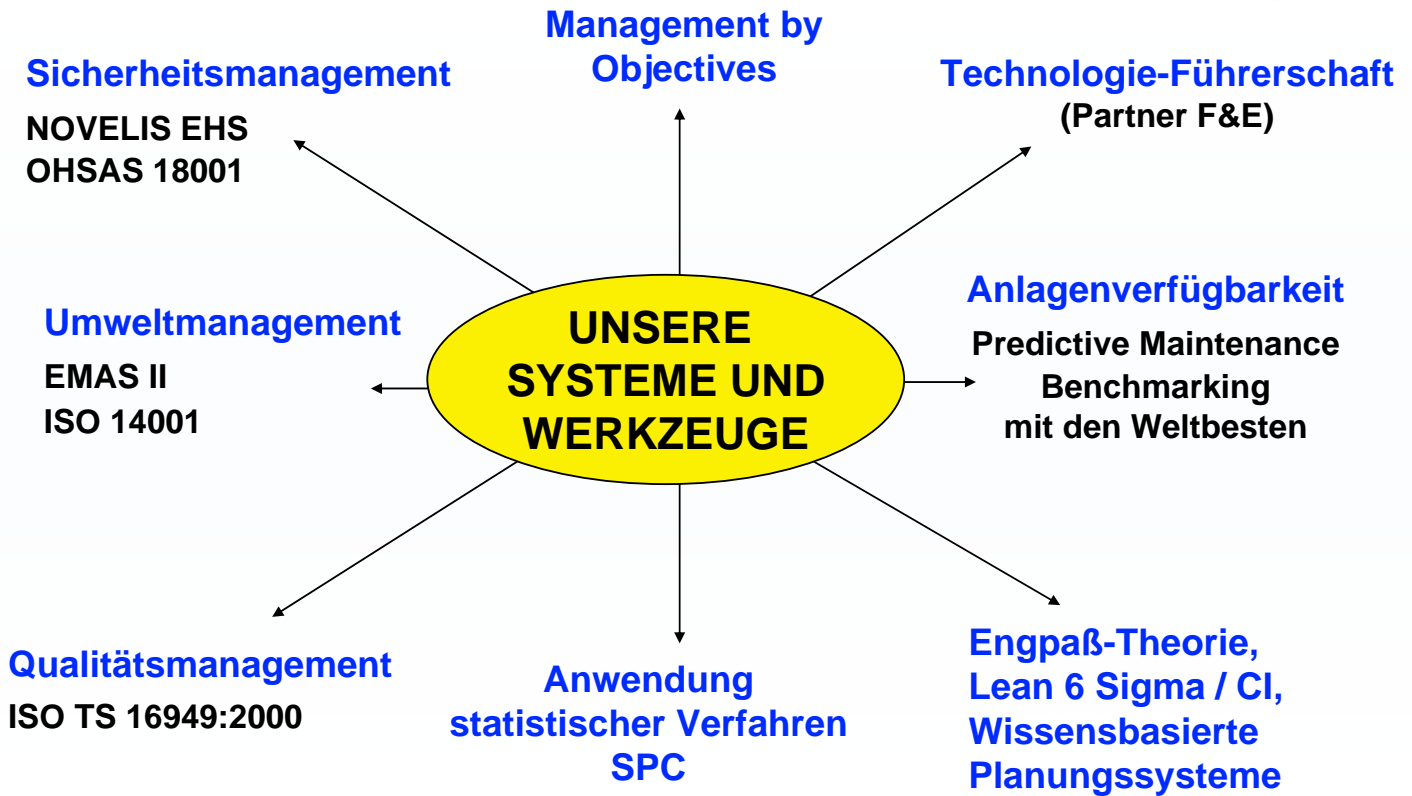 Management by
Objectives
Sicherheitsmanagement
NOVELIS EHS
OHSAS 18001
Technologie-Führerschaft
(Partner F&E)
Umweltmanagement
EMAS II
ISO 14001
UNSERE
SYSTEME UND
WERKZEUGE
Anlagenverfügbarkeit
Predictive Maintenance
Benchmarking
mit den Weltbesten
Qualitätsmanagement
ISO TS 16949:2000
Anwendung
statistischer Verfahren
SPC
Engpaß-Theorie,
Lean 6 Sigma / CI,
Wissensbasierte
Planungssysteme